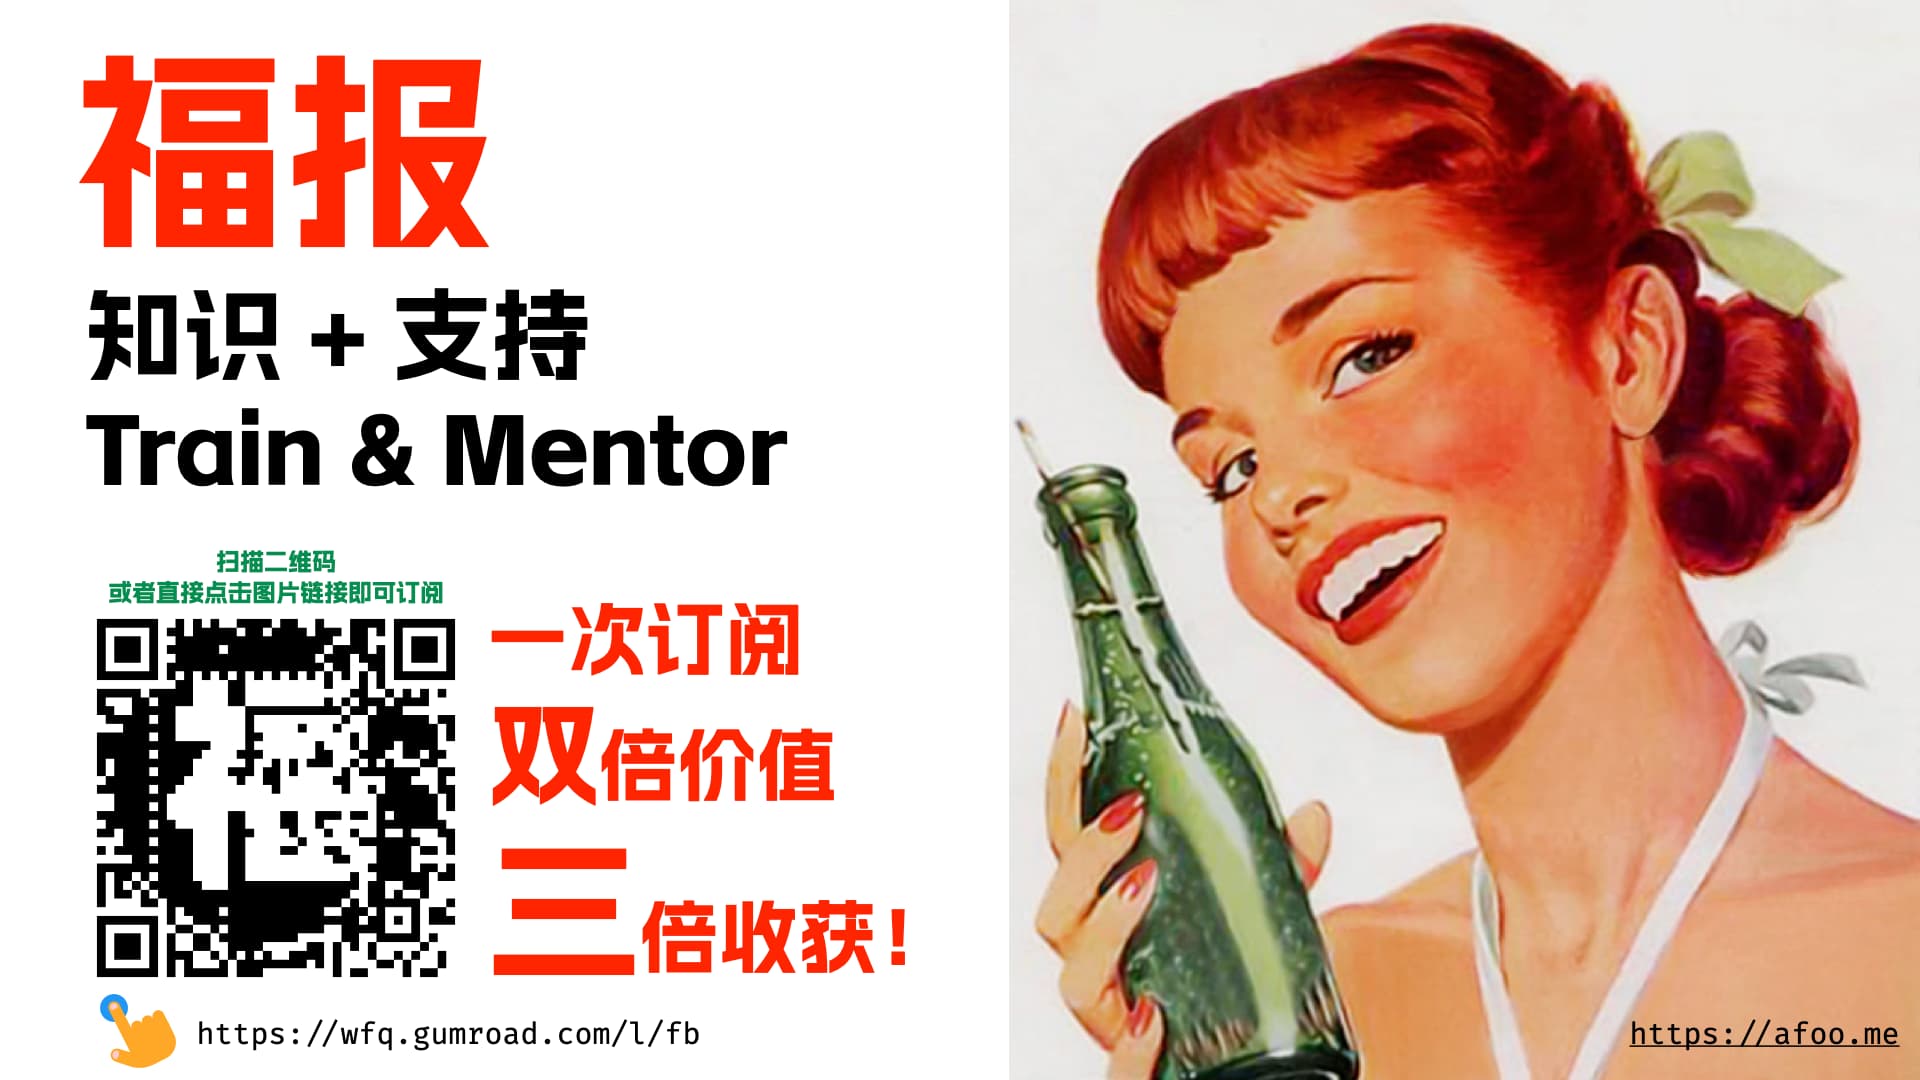 福报
知识 + 支持
Train & Mentor
扫描二维码
或者直接点击图片链接即可订阅
一次订阅
双倍价值
三倍收获！
https://wfq.gumroad.com/l/fb
https://afoo.me